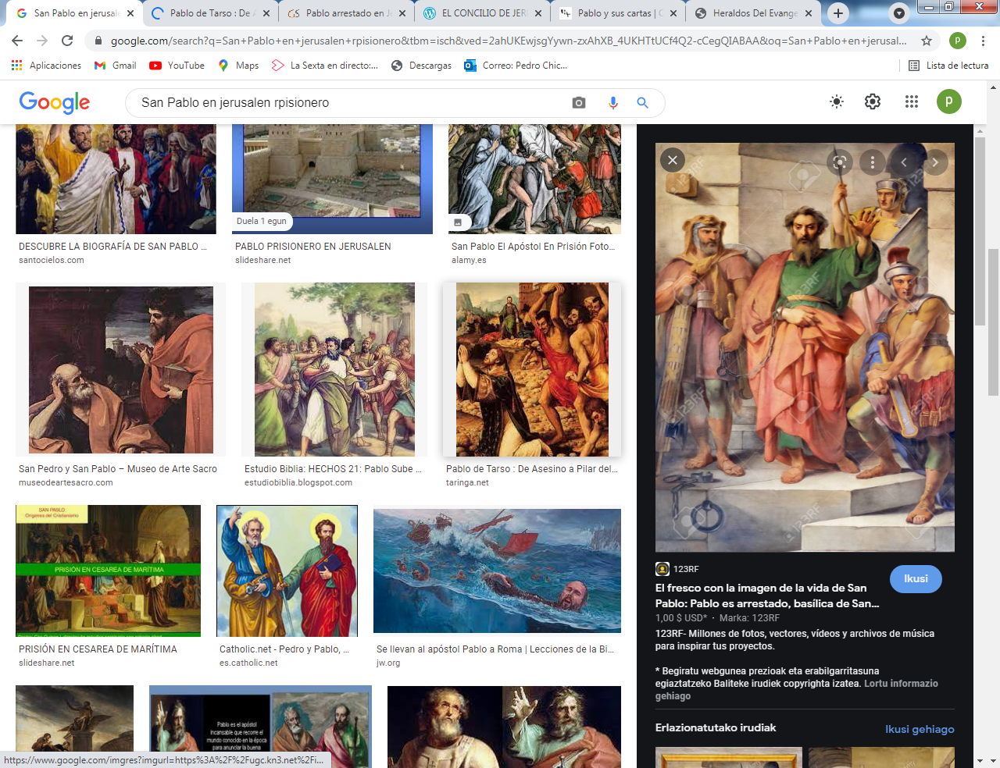 San Pablo en jerusale
Pablo de Tarso : De A
Pablo arrestado en Je
EL CONCILIO DE JER
Pablo y sus cartas | C
Heraldos Del Evange
google.com/search?q=San+Pablo+en+jerusalen+rpisionero&tbm=isch&ved=2ahUKEwjsgYywn-zxAhXB_4UKHTtUCf4Q2-cCegQIABAA&oq=San+Pablo+en+jerusal...
p
Aplicaciones
Gmail
YouTube
Maps
La Sexta en directo:...
Descargas
Correo: Pedro Chic...
Lista de lectura
Google
San Pablo en jerusalen rpisionero
p
Duela 1 egun
DESCUBRE LA BIOGRAFÍA DE SAN PABLO ...
santocielos.com
PABLO PRISIONERO EN JERUSALEN
slideshare.net
San Pablo El Apóstol En Prisión Foto...
alamy.es
San Pedro y San Pablo – Museo de Arte Sacro
museodeartesacro.com
Estudio Biblia: HECHOS 21: Pablo Sube ...
estudiobiblia.blogspot.com
Pablo de Tarso : De Asesino a Pilar del...
taringa.net
SAN PABLO:
Orígenes del Cristianismo
PRISIÓN EN CESAREA DE MARÍTIMA
PRISIÓN EN CESAREA DE MARÍTIMA
slideshare.net
Catholic.net - Pedro y Pablo, ...
es.catholic.net
Se llevan al apóstol Pablo a Roma | Lecciones de la Bi...
jw.org
Pablo es el apóstol
incansable que recorre el
mundo conocido en la época
para anunciar la buena
123RF
123RF
123RF
123RF
123RF
123RF
Ikusi
El fresco con la imagen de la vida de San
Pablo: Pablo es arrestado, basílica de San...
1,00 $ USD* · Marka: 123RF
123RF- Millones de fotos, vectores, vídeos y archivos de música
para inspirar tus proyectos.
* Begiratu webgunea prezioak eta erabilgarritasuna
egiaztatzeko Baliteke irudiek copyrighta izatea. Lortu informazio
gehiago
Erlazionatutako irudiak
Ikusi gehiago
https://www.google.com/imgres?imgurl=https%3A%2F%2Fugc.kn3.net%2Fi...